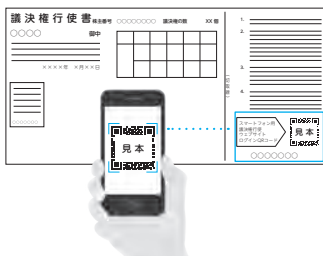 議決権行使書 株主番号 ○○○○○○○○ 議決権の数 XX 個
○○○○ 御中
××××年 ×月××日
○○○○○○○
1.
2.
3.
4.
スマートフォン用
議決権行使
ウェブサイト
ログインQRコード
見本
○○○○○○○
見本